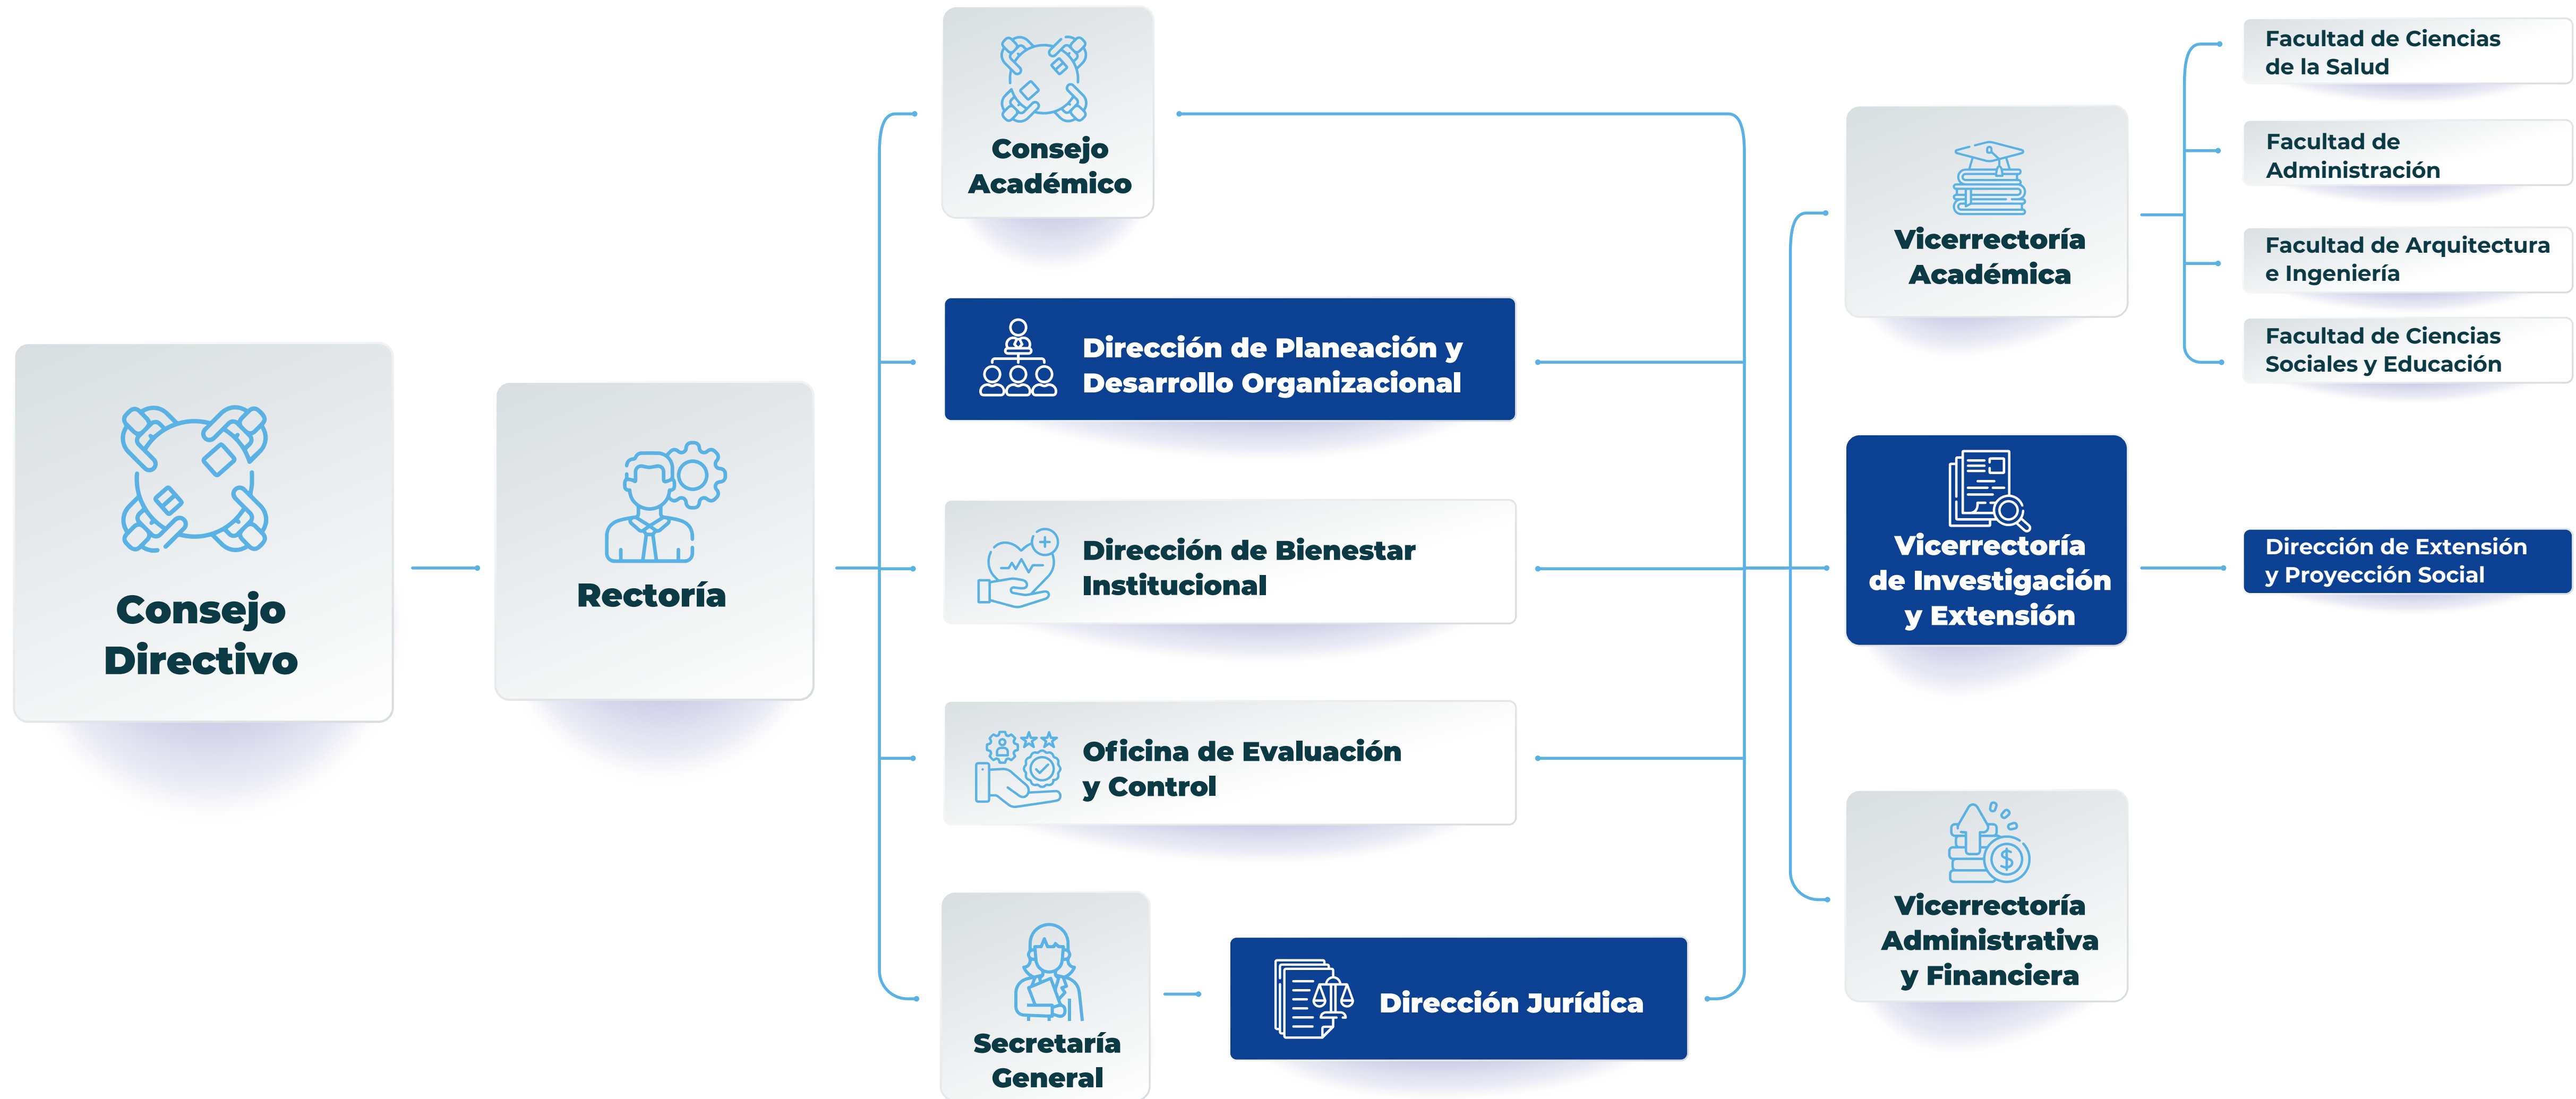 Consejo
Directivo
Rectoría
Consejo
Académico
Dirección de Planeación y
Desarrollo Organizacional
Dirección de Bienestar
Institucional
Oficina de Evaluación
y Control
Secretaría
General
Dirección Jurídica
Vicerrectoría
Académica
Vicerrectoría
de Investigación
y Extensión
Vicerrectoría
Administrativa
y Financiera
Facultad de Ciencias
de la Salud
Facultad de
Administración
Facultad de Arquitectura
e Ingeniería
Facultad de Ciencias
Sociales y Educación
Dirección de Extensión
y Proyección Social